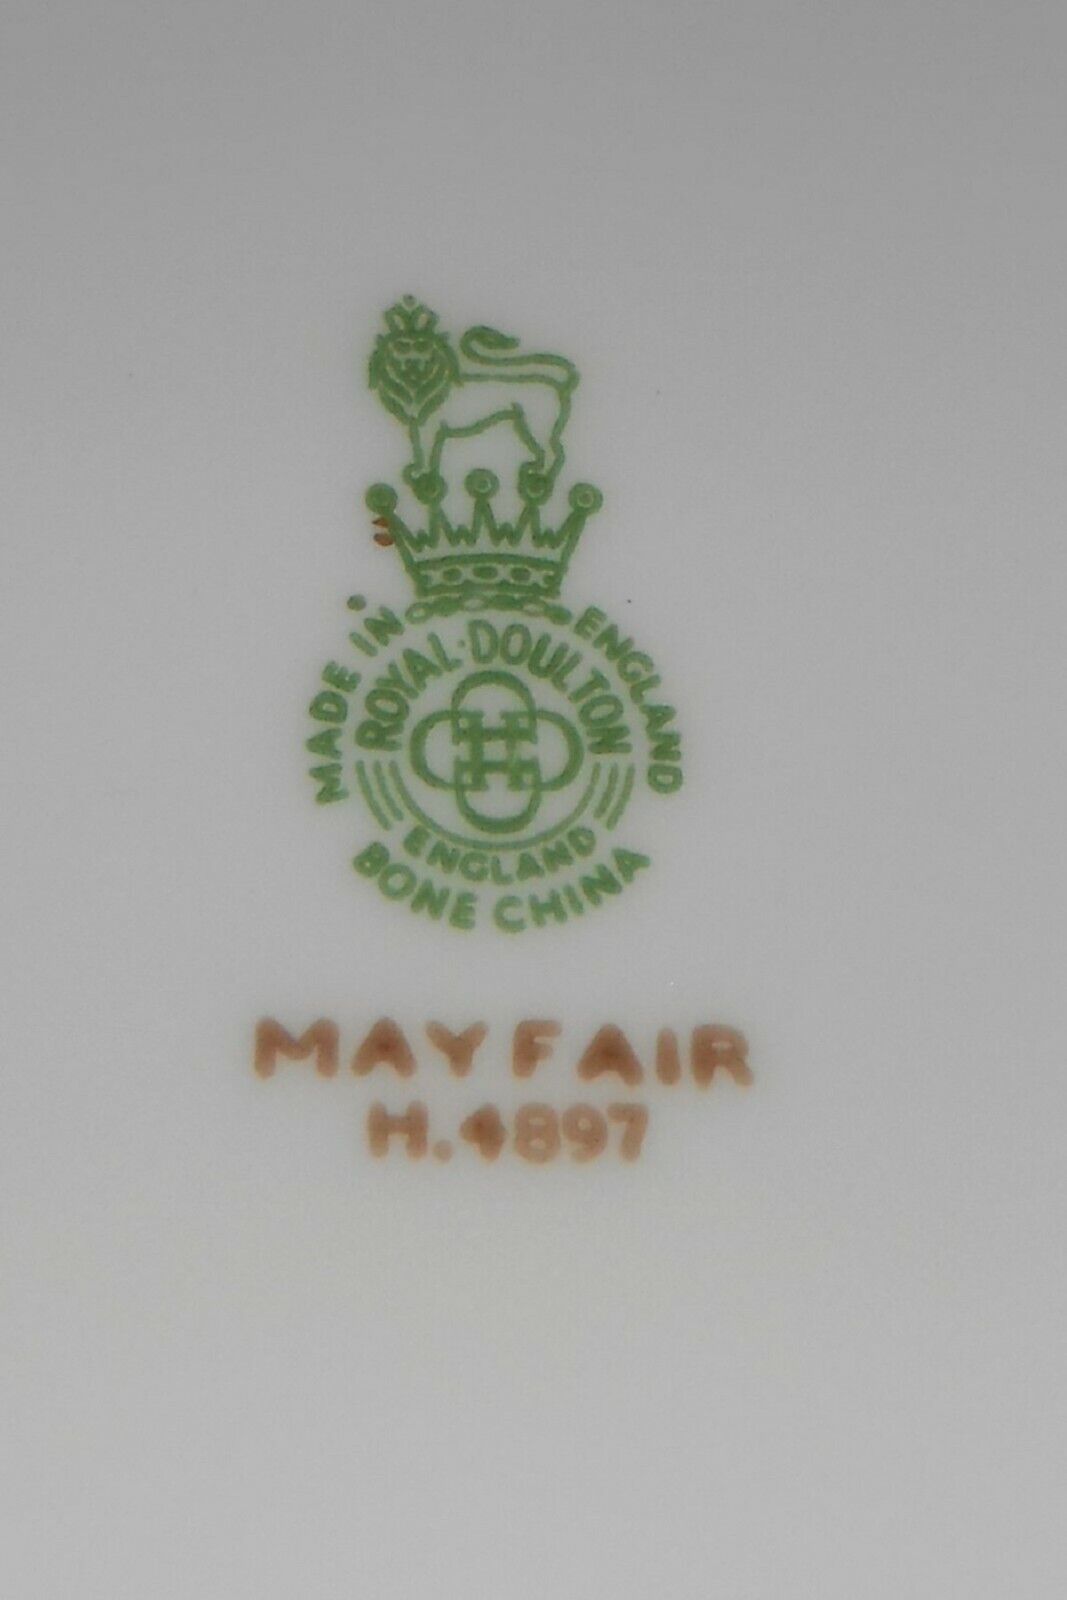 MADE IN ENGLAND
ROYAL·DOULTON
ENGLAND
BONE CHINA
MAYFAIR
H.4897